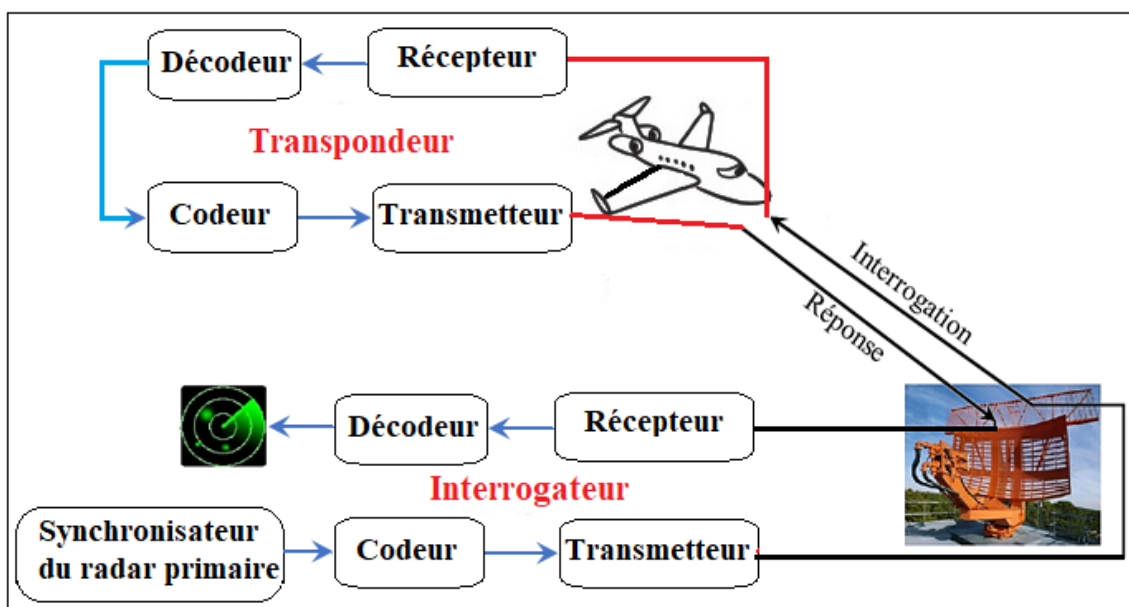 Décodeur
Récepteur
Transpondeur
Codeur
Transmetteur
Interrogation
Réponse
Décodeur
Récepteur
Interrogateur
Synchronisateur
du radar primaire
Codeur
Transmetteur